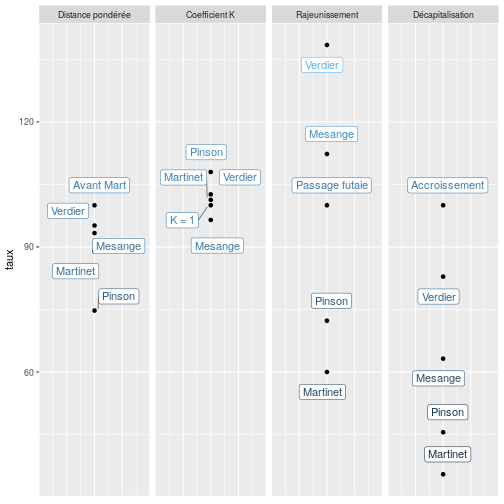 Distance pondérée
Coefficient K
Rajeunissement
Décapitalisation
taux
120
90
60
Avant Mart
Verdier
Mesange
Martinet
Pinson
Pinson
Martinet
Verdier
K = 1
Mesange
Verdier
Mesange
Passage futaie
Pinson
Martinet
Accroissement
Verdier
Mesange
Pinson
Martinet